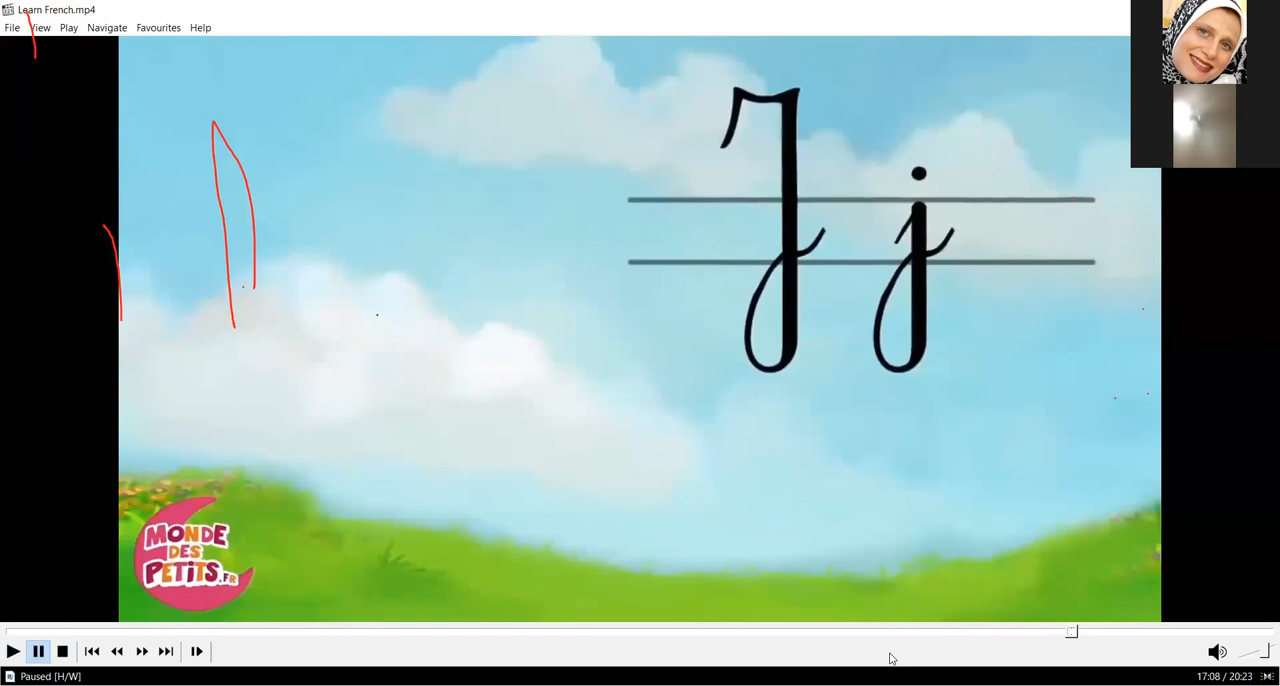 Learn French.mp4
File View Play Navigate Favourites Help
J j
MONDE
DES
PETITS.FR
Paused [H/W]
17:08 / 20:23